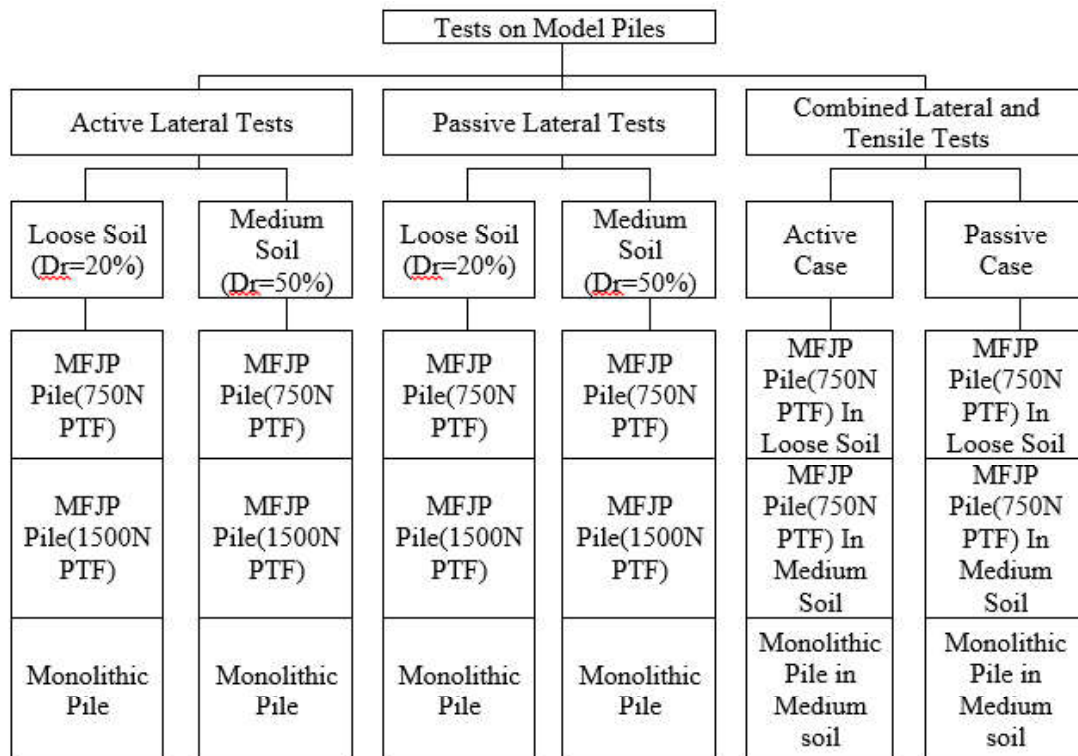 Tests on Model Piles
Active Lateral Tests
Passive Lateral Tests
Combined Lateral and
Tensile Tests
Loose Soil
(Dr=20%)
Medium
Soil
(Dr=50%)
Loose Soil
(Dr=20%)
Medium
Soil
(Dr=50%)
Active
Case
Passive
Case
MFJP
Pile(750N
PTF)
MFJP
Pile(750N
PTF)
MFJP
Pile(750N
PTF)
MFJP
Pile(750N
PTF)
MFJP
Pile(750N
PTF) In
Loose Soil
MFJP
Pile(750N
PTF) In
Loose Soil
MFJP
Pile(1500N
PTF)
MFJP
Pile(1500N
PTF)
MFJP
Pile(1500N
PTF)
MFJP
Pile(1500N
PTF)
MFJP
Pile(750N
PTF) In
Medium
Soil
MFJP
Pile(750N
PTF) In
Medium
Soil
Monolithic
Pile
Monolithic
Pile
Monolithic
Pile
Monolithic
Pile
Monolithic
Pile in
Medium
soil
Monolithic
Pile in
Medium
soil